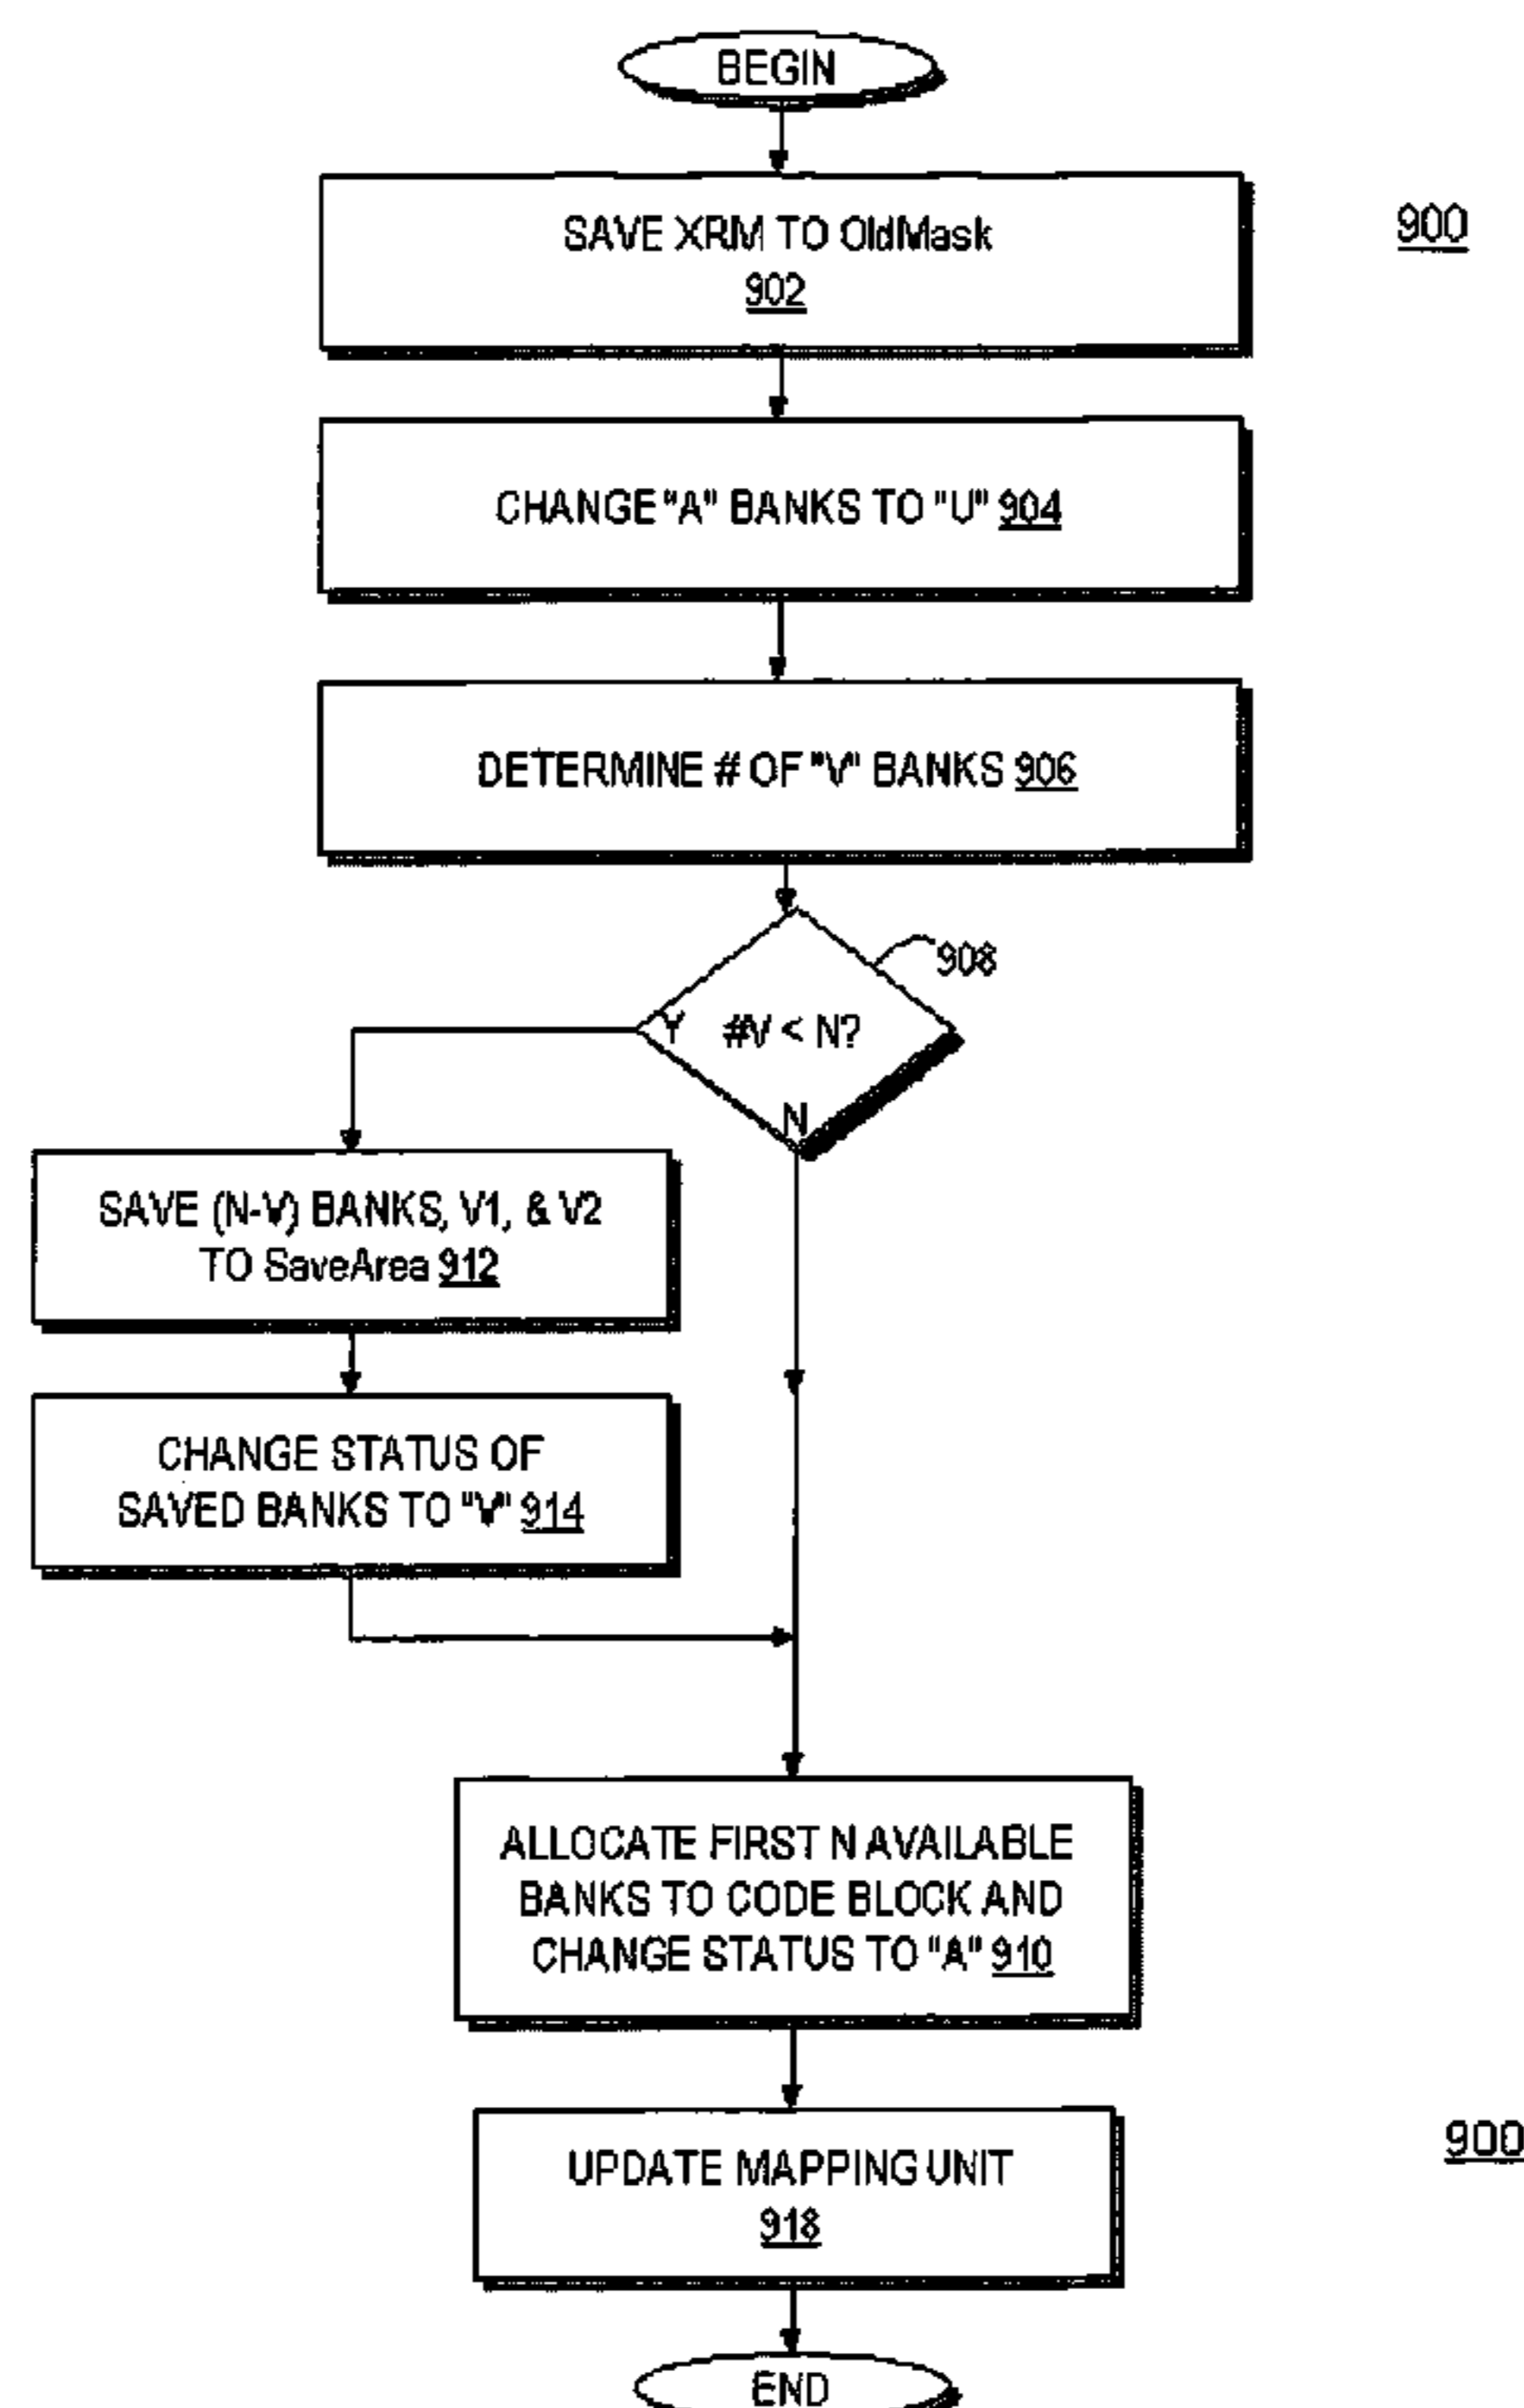 BEGIN
SAVE XRM TO OldMask
902
900
CHANGE "A" BANKS TO "U" 904
DETERMINE # OF "V" BANKS 906
908
Y #V < N?
N
SAVE (N-V) BANKS, V1, & V2
TO SaveArea 912
CHANGE STATUS OF
SAVED BANKS TO "V" 914
ALLOCATE FIRST N AVAILABLE
BANKS TO CODE BLOCK AND
CHANGE STATUS TO "A" 910
UPDATE MAPPING UNIT
918
900
END